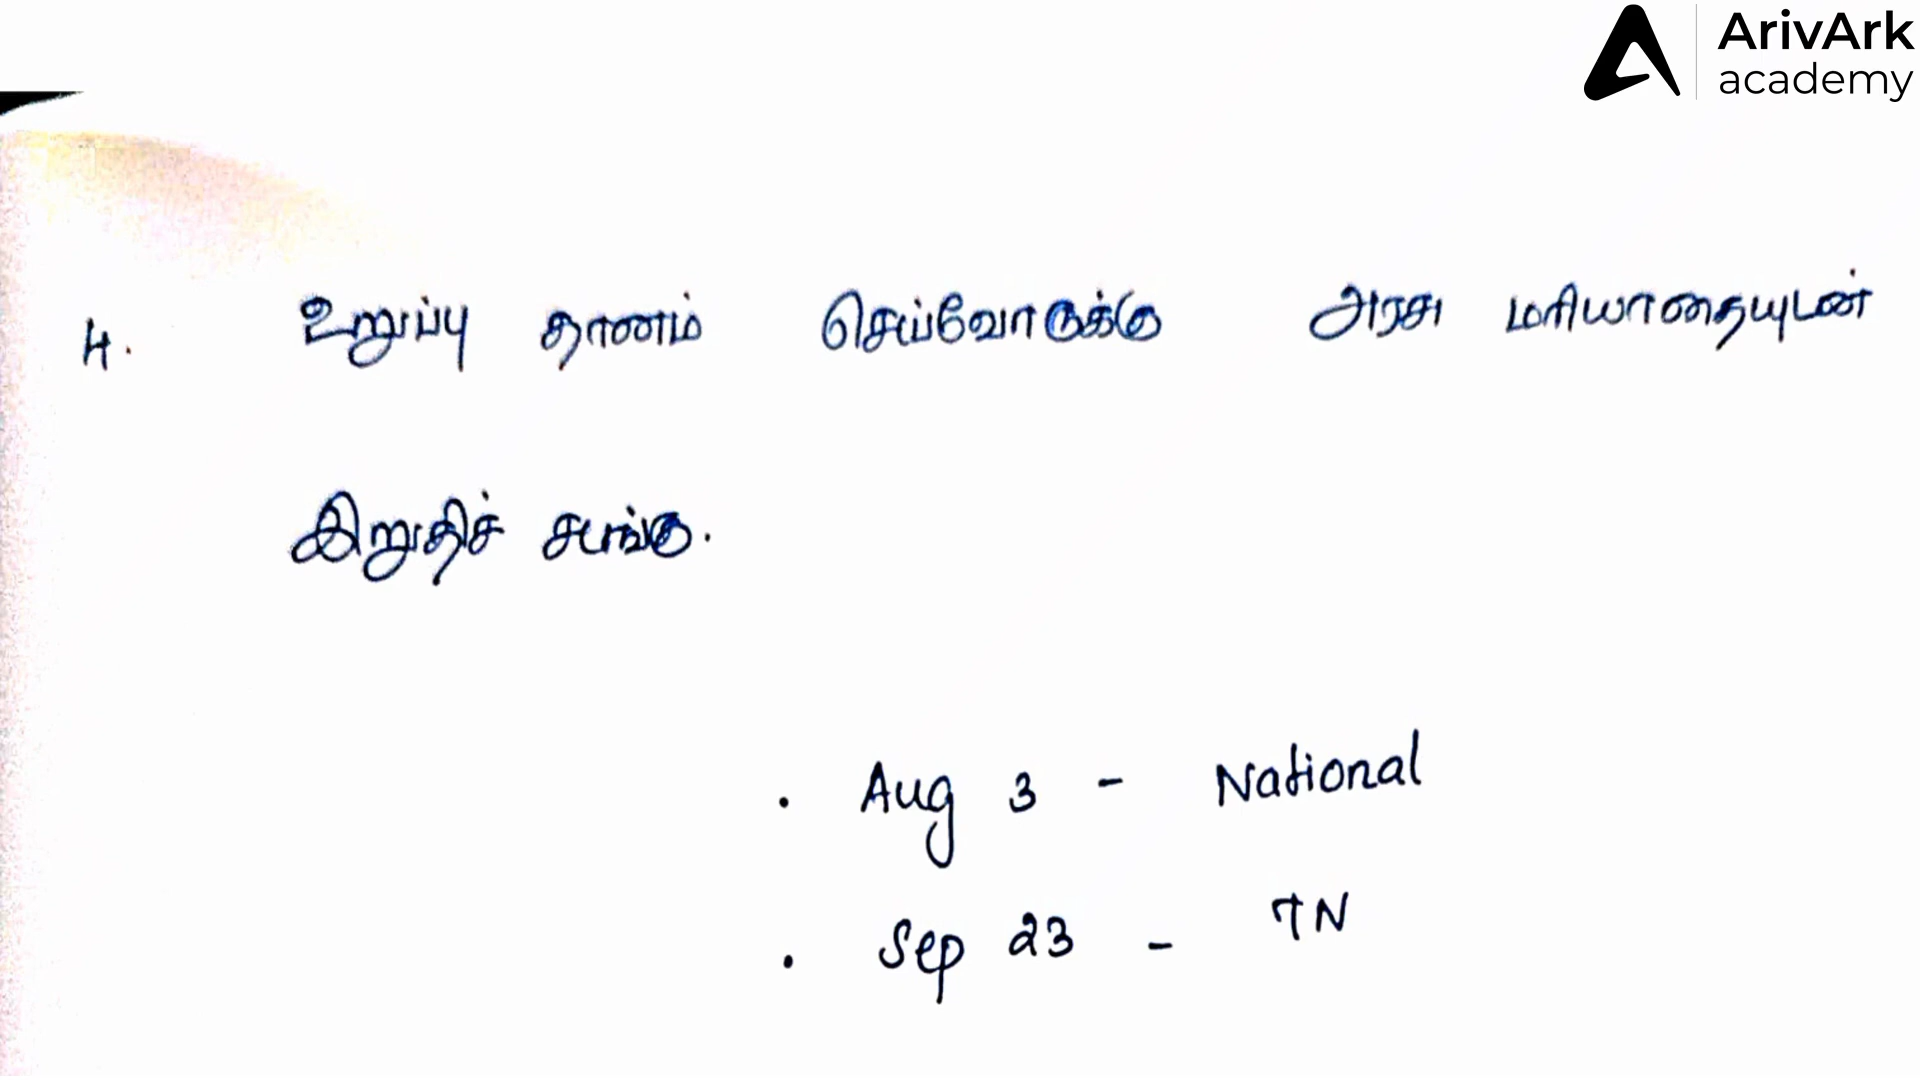 ArivArk
academy
4. உறுப்பு தானம் செய்வோருக்கு அரசு மரியாதையுடன்
இறுதிச் சடங்கு.
. Aug 3 - National
. Sep 23 - TN